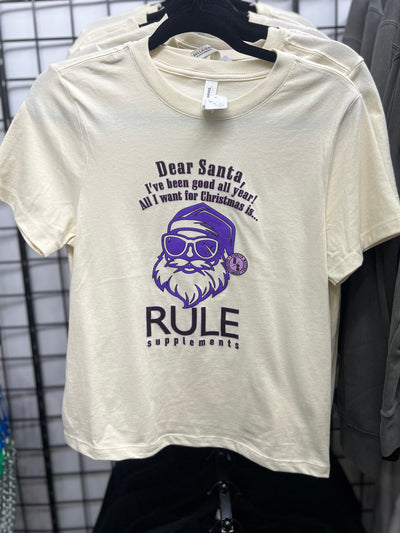 Dear Santa,
I've been good all year!
All I want for Christmas is...
RULE
supplements